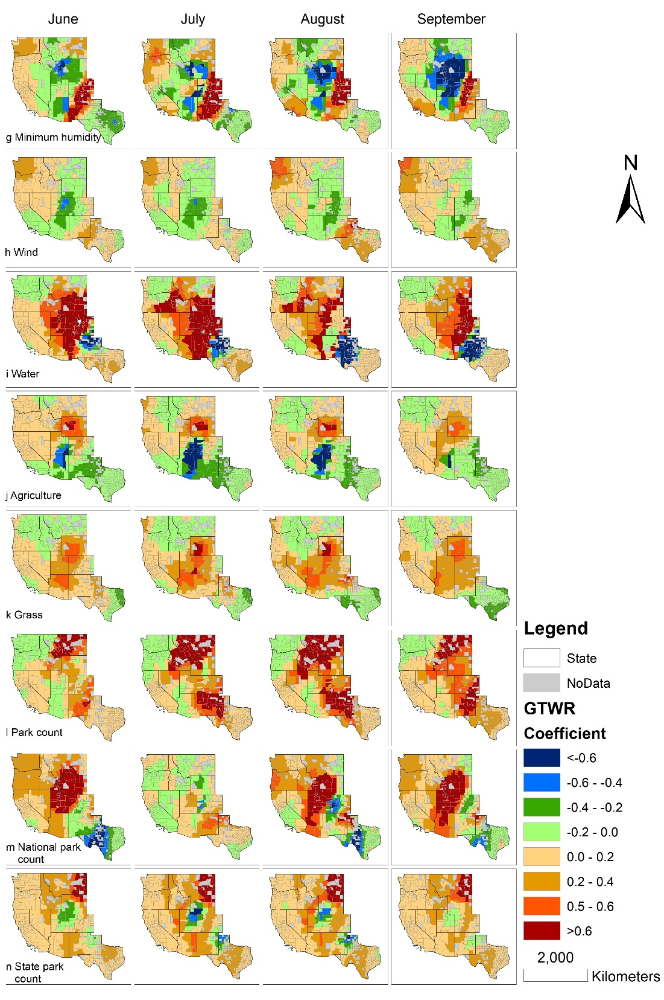 June July August September
g Minimum humidity
N
h Wind
i Water
j Agriculture
k Grass
l Park count
m National park
count
n State park
count
Legend
State
NoData
GTWR
Coefficient
<-0.6
-0.6 - -0.4
-0.4 - -0.2
-0.2 - 0.0
0.0 - 0.2
0.2 - 0.4
0.5 - 0.6
>0.6
2,000
Kilometers